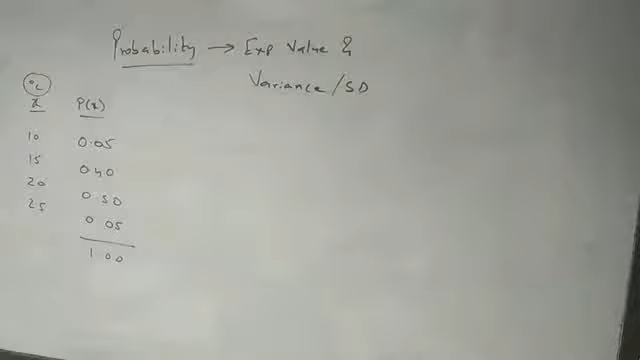 Probability → Exp Value &
Variance/SD
°C
x P(x)
10 0.05
15 0.40
20 0.50
25 0.05
1.00